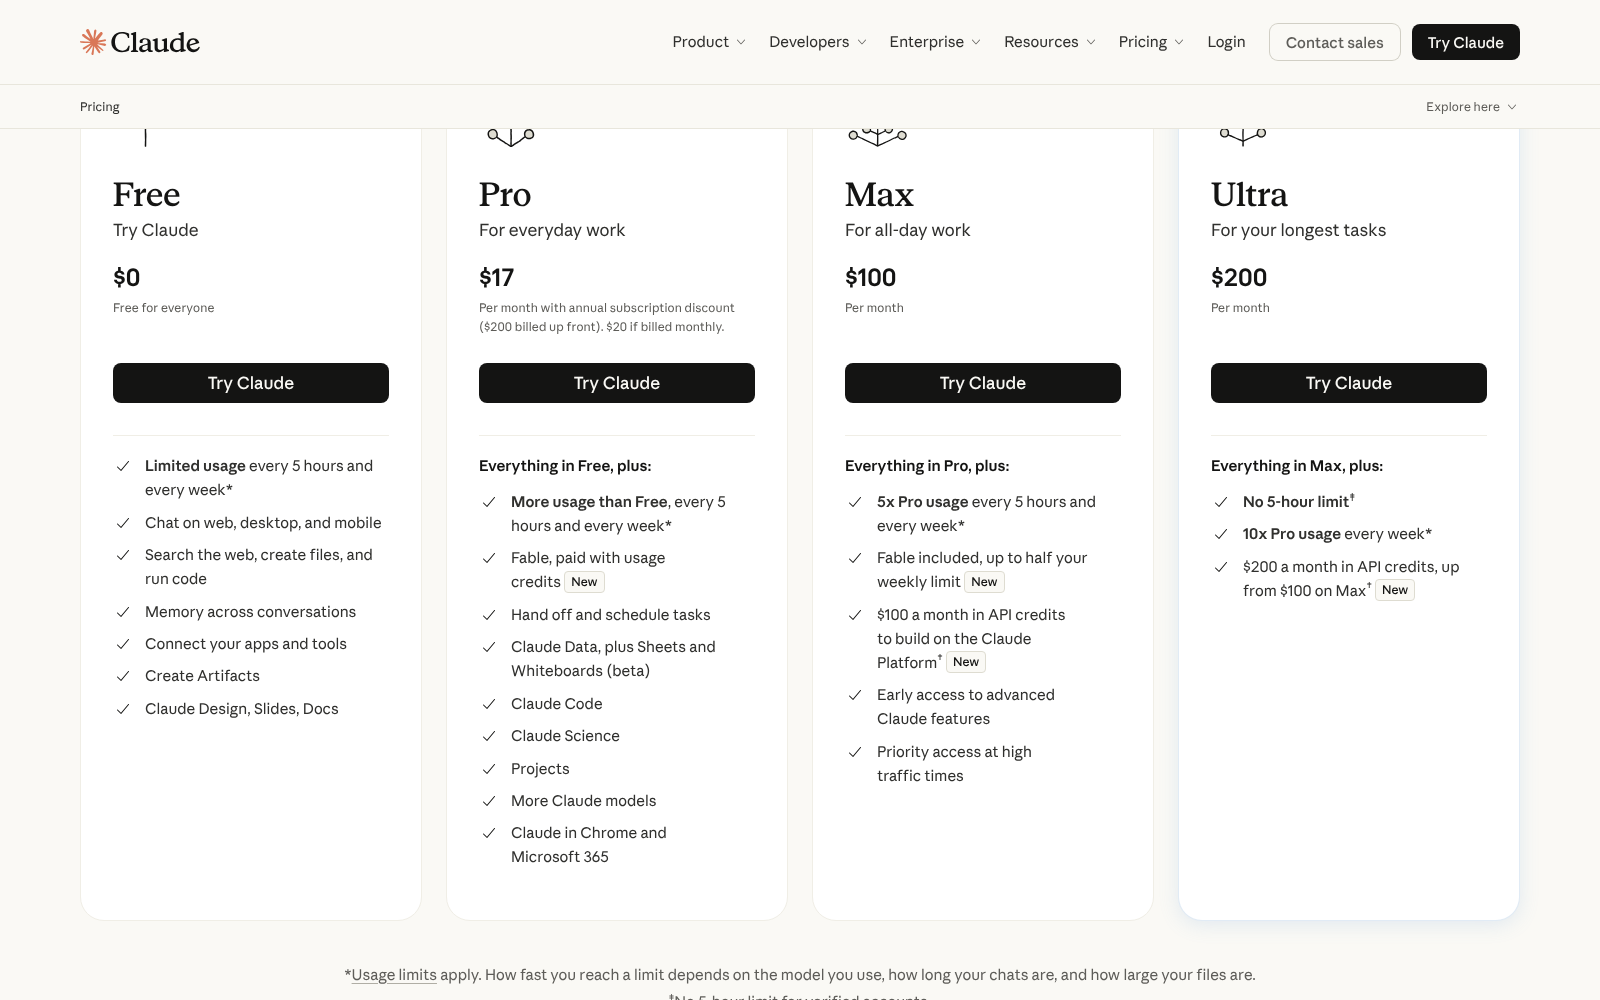 Claude
Product
Developers
Enterprise
Resources
Pricing
Login
Contact sales
Try Claude
Pricing
Explore here
Free
Try Claude
$0
Free for everyone
Try Claude
Limited usage every 5 hours and
every week*
Chat on web, desktop, and mobile
Search the web, create files, and
run code
Memory across conversations
Connect your apps and tools
Create Artifacts
Claude Design, Slides, Docs
Pro
For everyday work
$17
Per month with annual subscription discount
($200 billed up front). $20 if billed monthly.
Try Claude
Everything in Free, plus:
More usage than Free, every 5
hours and every week*
Fable, paid with usage
credits New
Hand off and schedule tasks
Claude Data, plus Sheets and
Whiteboards (beta)
Claude Code
Claude Science
Projects
More Claude models
Claude in Chrome and
Microsoft 365
Max
For all-day work
$100
Per month
Try Claude
Everything in Pro, plus:
5x Pro usage every 5 hours and
every week*
Fable included, up to half your
weekly limit New
$100 a month in API credits
to build on the Claude
Platform† New
Early access to advanced
Claude features
Priority access at high
traffic times
Ultra
For your longest tasks
$200
Per month
Try Claude
Everything in Max, plus:
No 5-hour limit‡
10x Pro usage every week*
$200 a month in API credits, up
from $100 on Max† New
*Usage limits apply. How fast you reach a limit depends on the model you use, how long your chats are, and how large your files are.
‡No 5-hour limit for verified accounts.